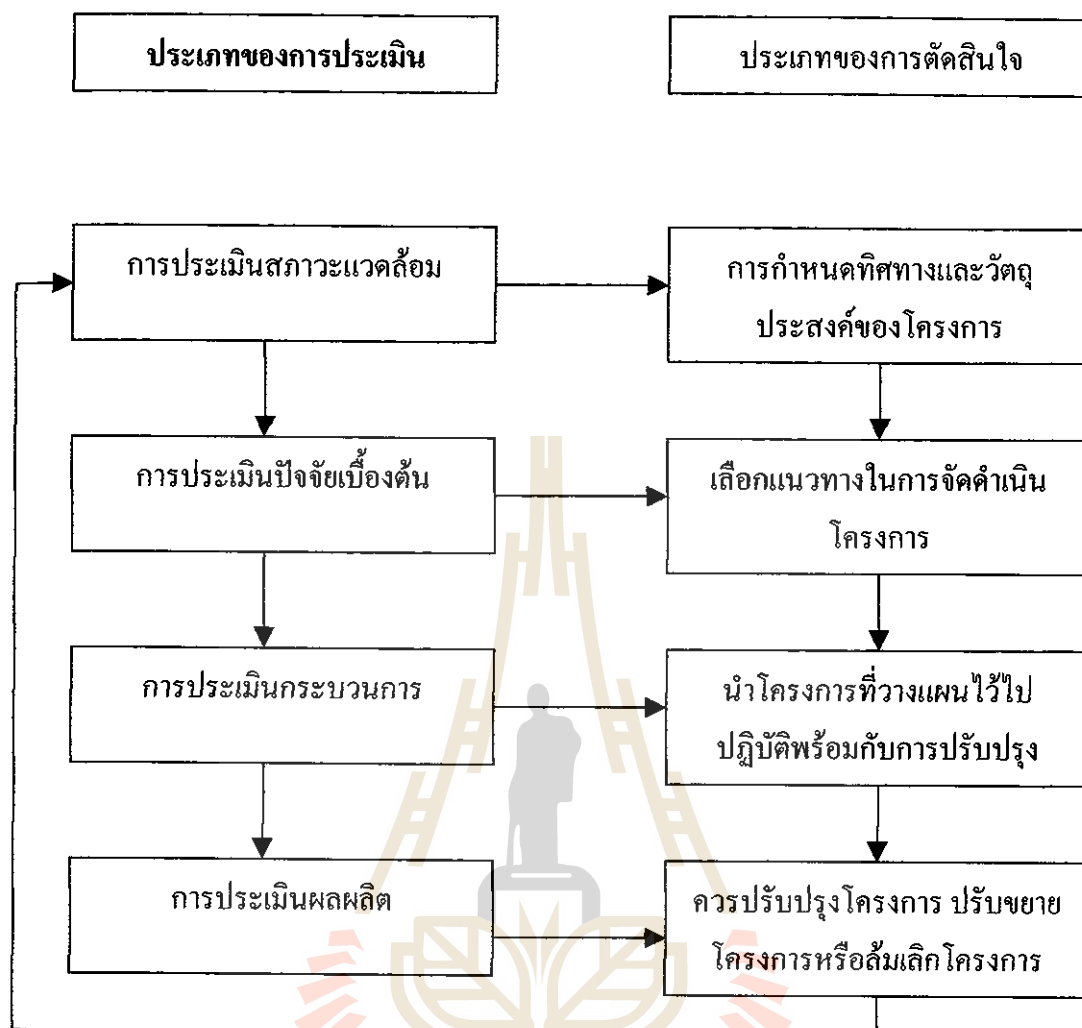 ประเภทของการประเมิน
ประเภทของการตัดสินใจ
การประเมินสภาวะแวดล้อม
การกำหนดทิศทางและวัตถุ
ประสงค์ของโครงการ
การประเมินปัจจัยเบื้องต้น
เลือกแนวทางในการจัดดำเนิน
โครงการ
การประเมินกระบวนการ
นำโครงการที่วางแผนไว้ไป
ปฏิบัติพร้อมกับการปรับปรุง
การประเมินผลผลิต
ควรปรับปรุงโครงการ ปรับขยาย
โครงการหรือล้มเลิกโครงการ